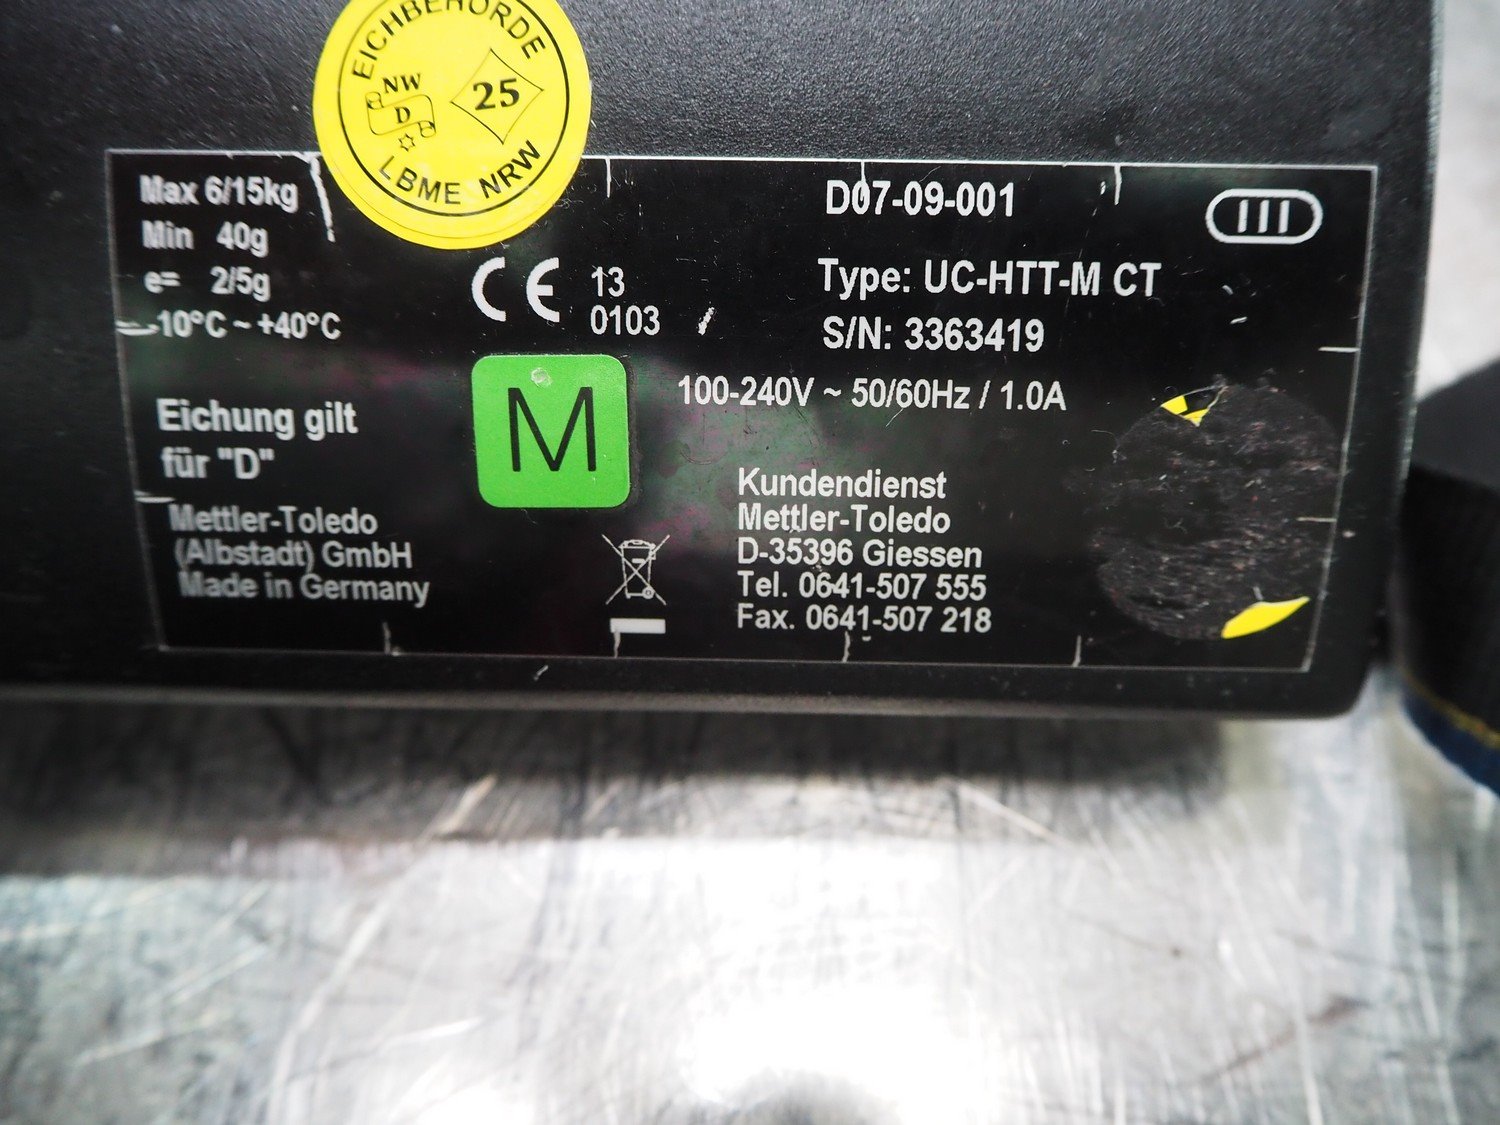 EICHBEHÖRDE
NW
D
25
LBME NRW
Max 6/15kg
Min 40g
e= 2/5g
-10°C ~ +40°C
Eichung gilt
für "D"
Mettler-Toledo
(Albstadt) GmbH
Made in Germany
CE 13
0103
M
D07-09-001
III
Type: UC-HTT-M CT
S/N: 3363419
100-240V ~ 50/60Hz / 1.0A
Kundendienst
Mettler-Toledo
D-35396 Giessen
Tel. 0641-507 555
Fax. 0641-507 218